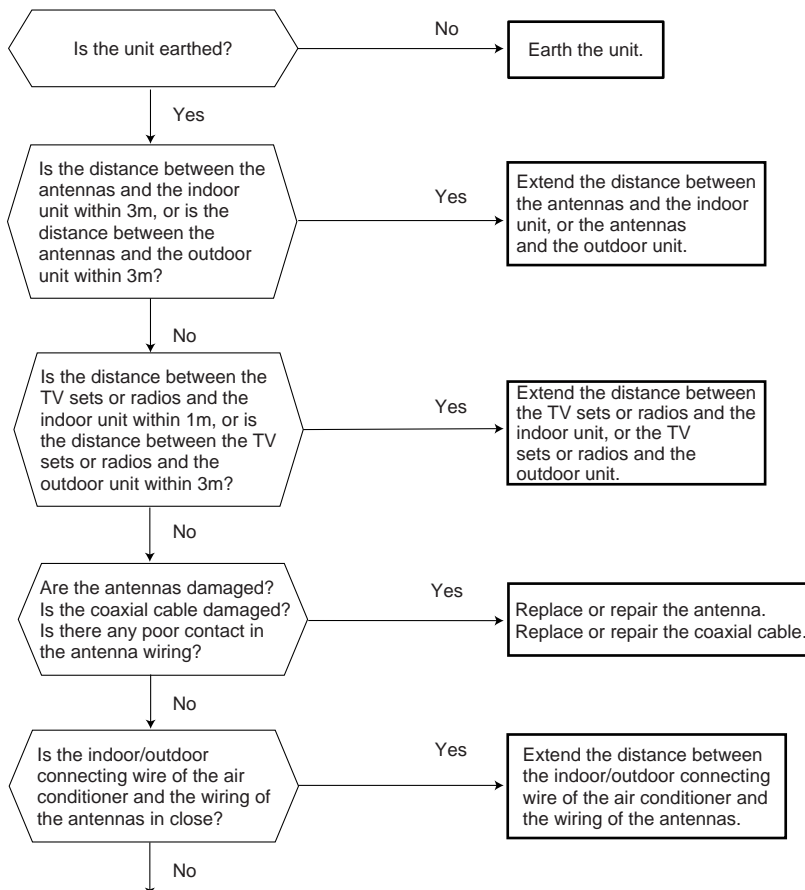 Is the unit earthed?
No
Earth the unit.
Yes
Is the distance between the
antennas and the indoor
unit within 3m, or is the
distance between the
antennas and the outdoor
unit within 3m?
Yes
Extend the distance between
the antennas and the indoor
unit, or the antennas
and the outdoor unit.
No
Is the distance between the
TV sets or radios and the
indoor unit within 1m, or is
the distance between the TV
sets or radios and the
outdoor unit within 3m?
Yes
Extend the distance between
the TV sets or radios and the
indoor unit, or the TV
sets or radios and the
outdoor unit.
No
Are the antennas damaged?
Is the coaxial cable damaged?
Is there any poor contact in
the antenna wiring?
Yes
Replace or repair the antenna.
Replace or repair the coaxial cable.
No
Is the indoor/outdoor
connecting wire of the air
conditioner and the wiring of
the antennas in close?
Yes
Extend the distance between
the indoor/outdoor connecting
wire of the air conditioner and
the wiring of the antennas.
No